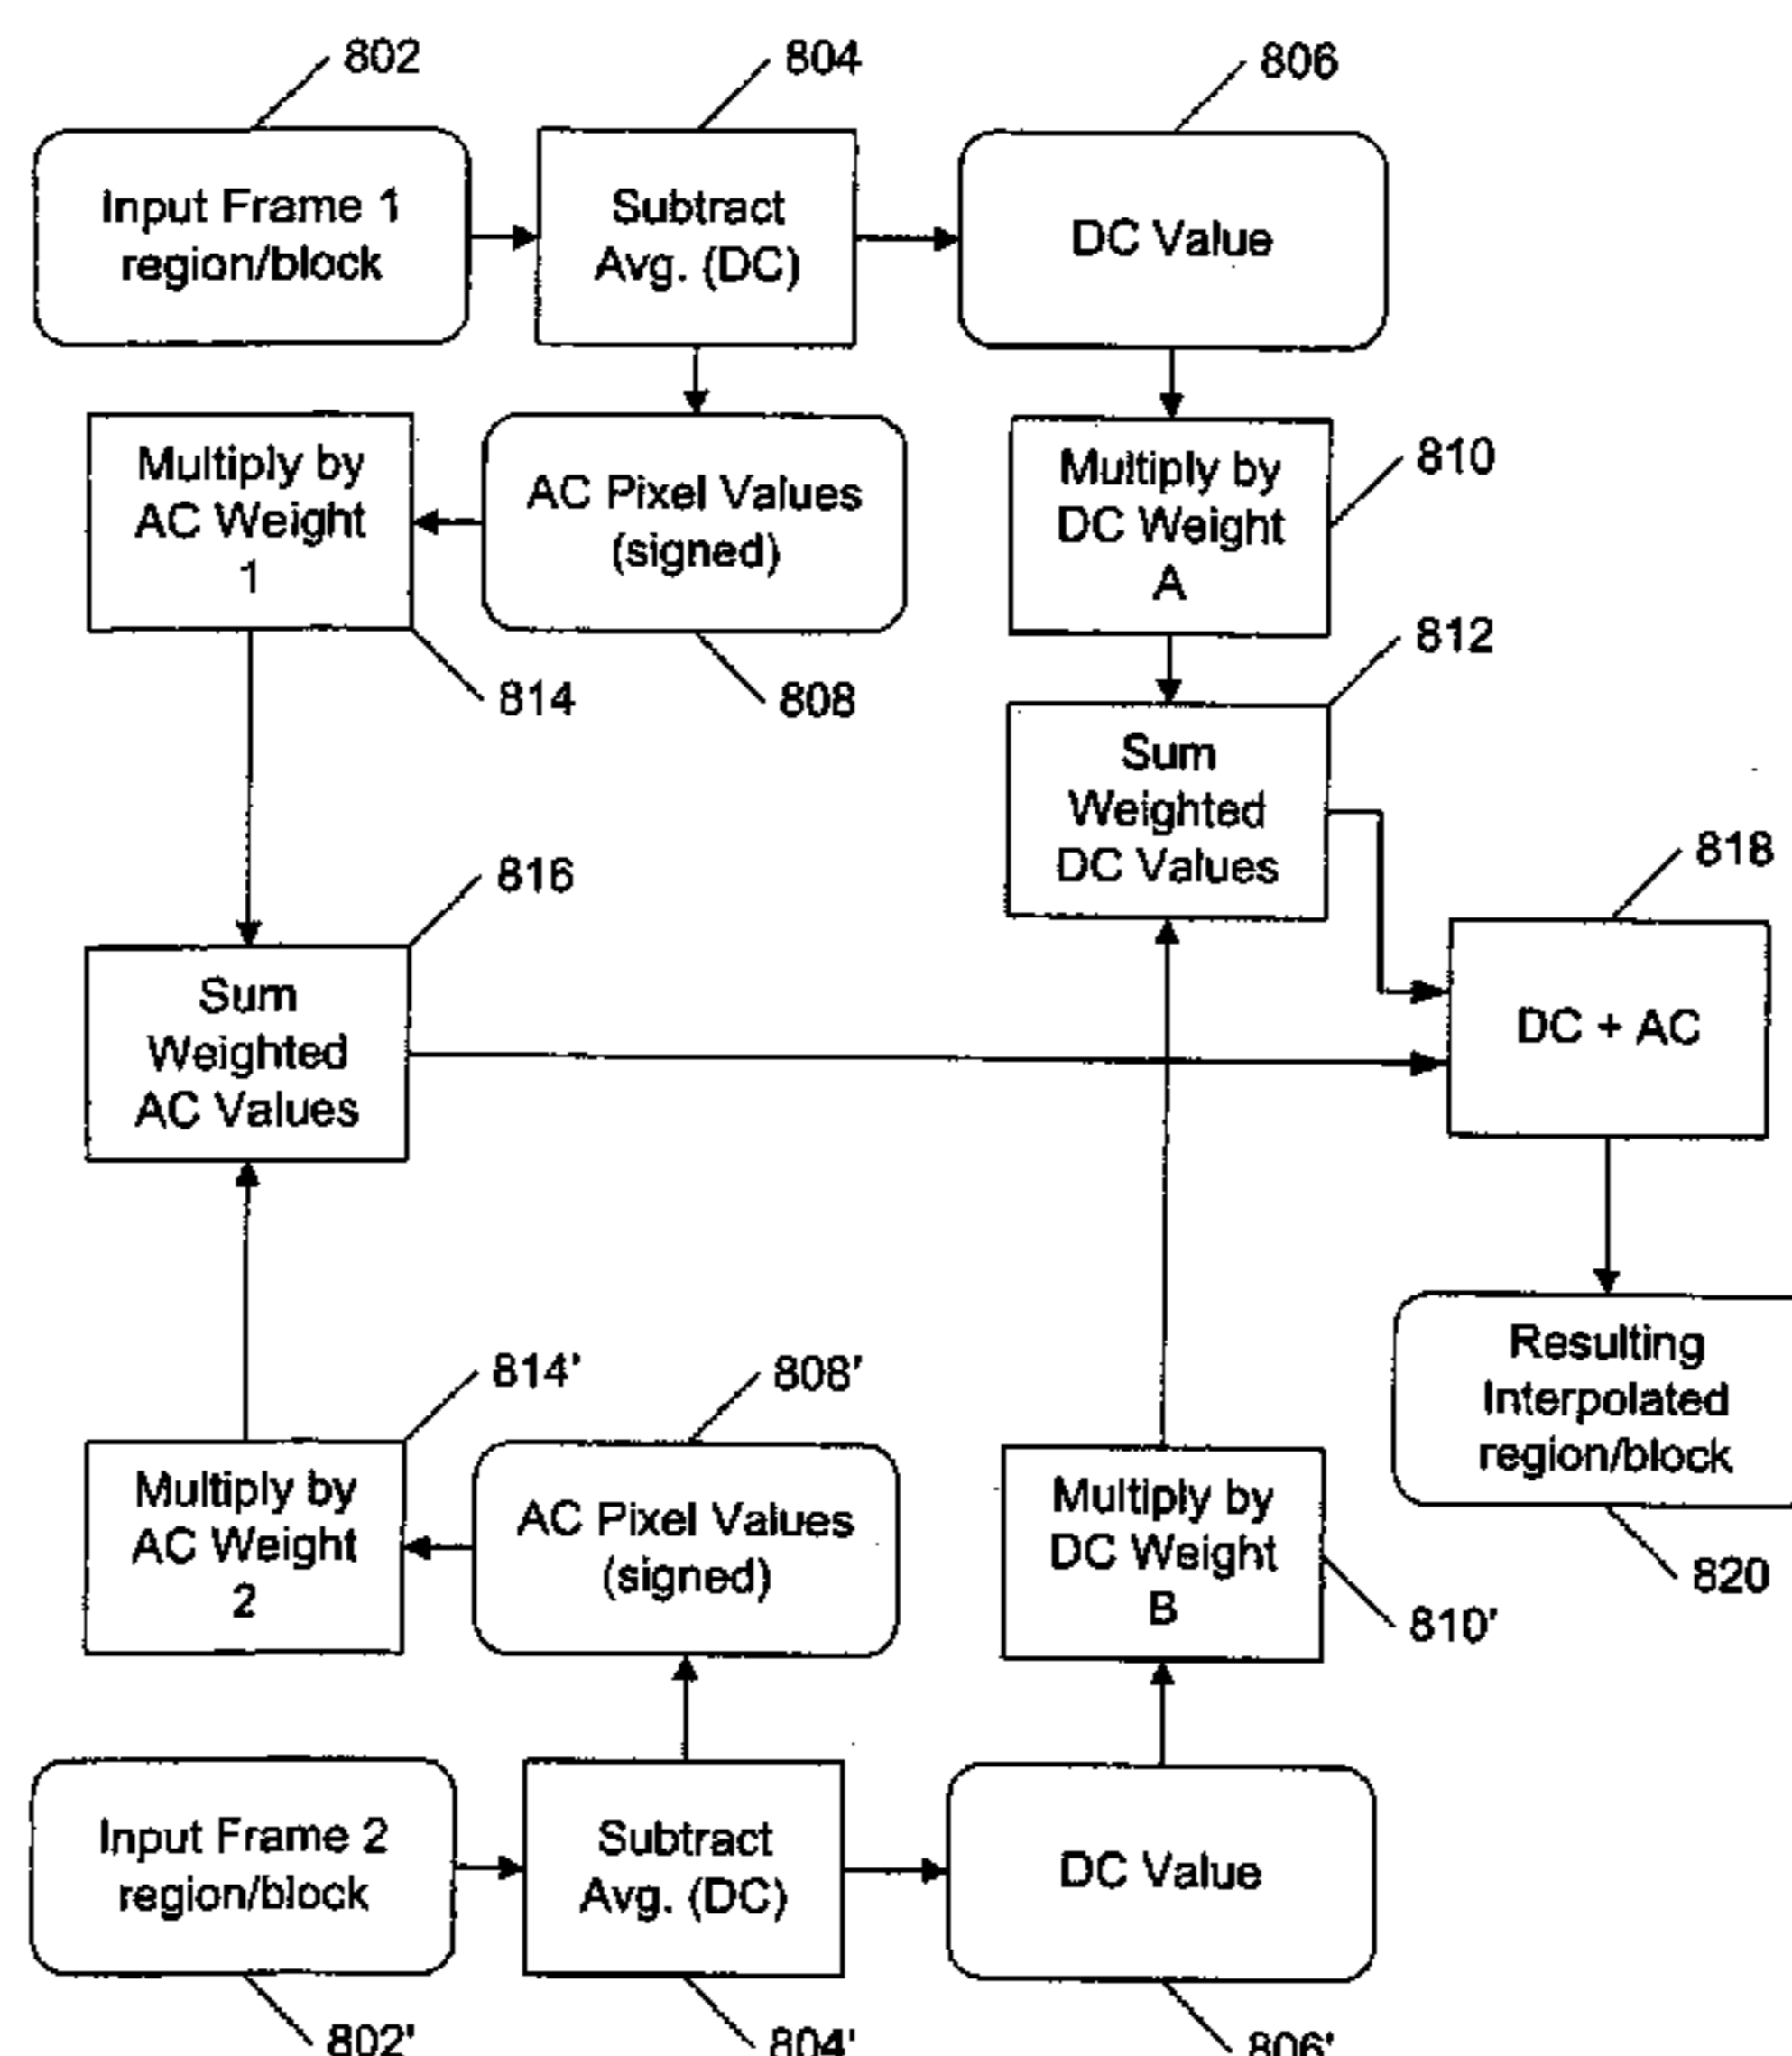 802
804
806
Input Frame 1
region/block
Subtract
Avg. (DC)
DC Value
Multiply by
AC Weight
1
AC Pixel Values
(signed)
Multiply by
DC Weight
A
810
814
808
812
Sum
Weighted
DC Values
816
818
Sum
Weighted
AC Values
DC + AC
814'
808'
Resulting
Interpolated
region/block
Multiply by
AC Weight
2
AC Pixel Values
(signed)
Multiply by
DC Weight
B
820
810'
Input Frame 2
region/block
Subtract
Avg. (DC)
DC Value
802'
804'
806'